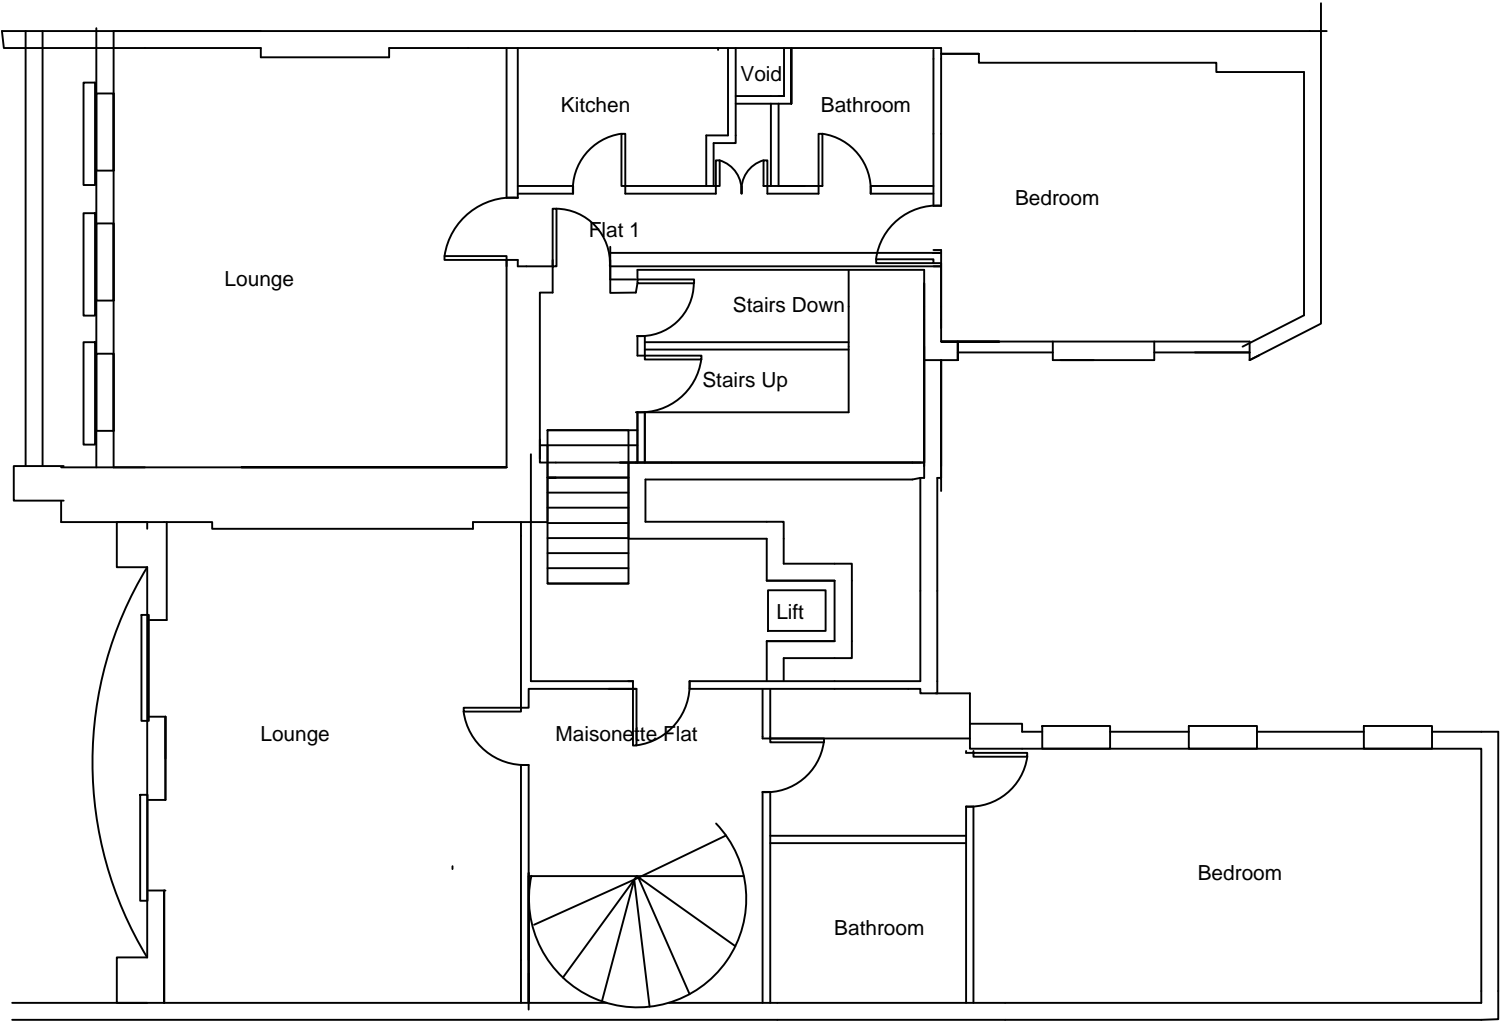 Void
Kitchen
Bathroom
Bedroom
Flat 1
Lounge
Stairs Down
Stairs Up
Lift
Lounge
Maisonette Flat
Bedroom
Bathroom